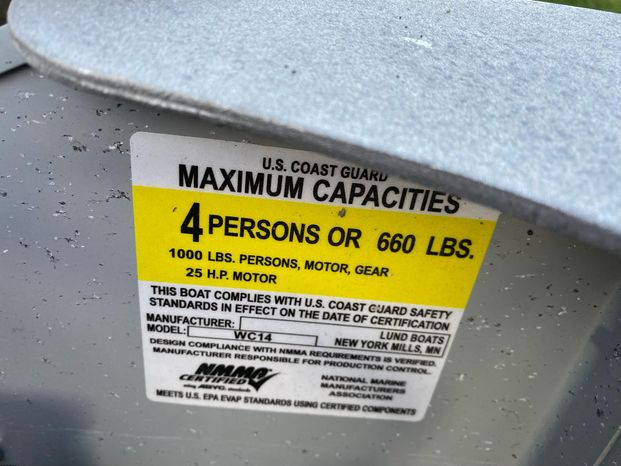 U.S. COAST GUARD
MAXIMUM CAPACITIES
4 PERSONS OR 660 LBS.
1000 LBS. PERSONS, MOTOR, GEAR
25 H.P. MOTOR
THIS BOAT COMPLIES WITH U.S. COAST GUARD SAFETY
STANDARDS IN EFFECT ON THE DATE OF CERTIFICATION
MANUFACTURER: LUND BOATS
MODEL: WC14 NEW YORK MILLS, MN
DESIGN COMPLIANCE WITH NMMA REQUIREMENTS IS VERIFIED.
MANUFACTURER RESPONSIBLE FOR PRODUCTION CONTROL.
NMMA
CERTIFIED
using ABYC standards
NATIONAL MARINE
MANUFACTURERS
ASSOCIATION
MEETS U.S. EPA EVAP STANDARDS USING CERTIFIED COMPONENTS